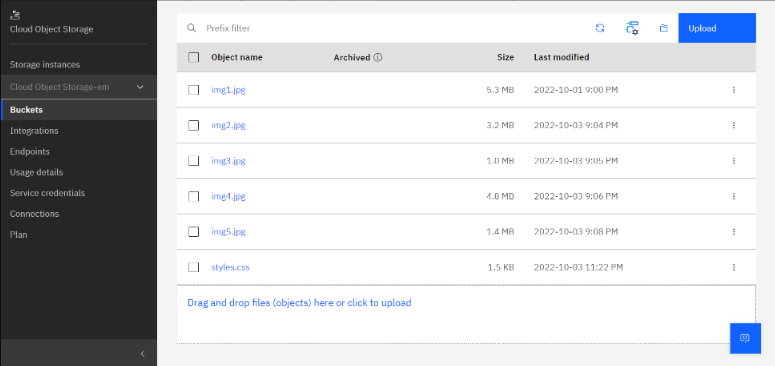 Cloud Object Storage
Storage instances
Cloud Object Storage-em
Buckets
Integrations
Endpoints
Usage details
Service credentials
Connections
Plan
Prefix filter
Upload
Object name Archived Size Last modified
img1.jpg 5.3 MB 2022-10-01 9:00 PM
img2.jpg 3.2 MB 2022-10-03 9:04 PM
img3.jpg 1.0 MB 2022-10-03 9:05 PM
img4.jpg 4.8 MB 2022-10-03 9:06 PM
img5.jpg 1.4 MB 2022-10-03 9:08 PM
styles.css 1.5 KB 2022-10-03 11:22 PM
Drag and drop files (objects) here or click to upload